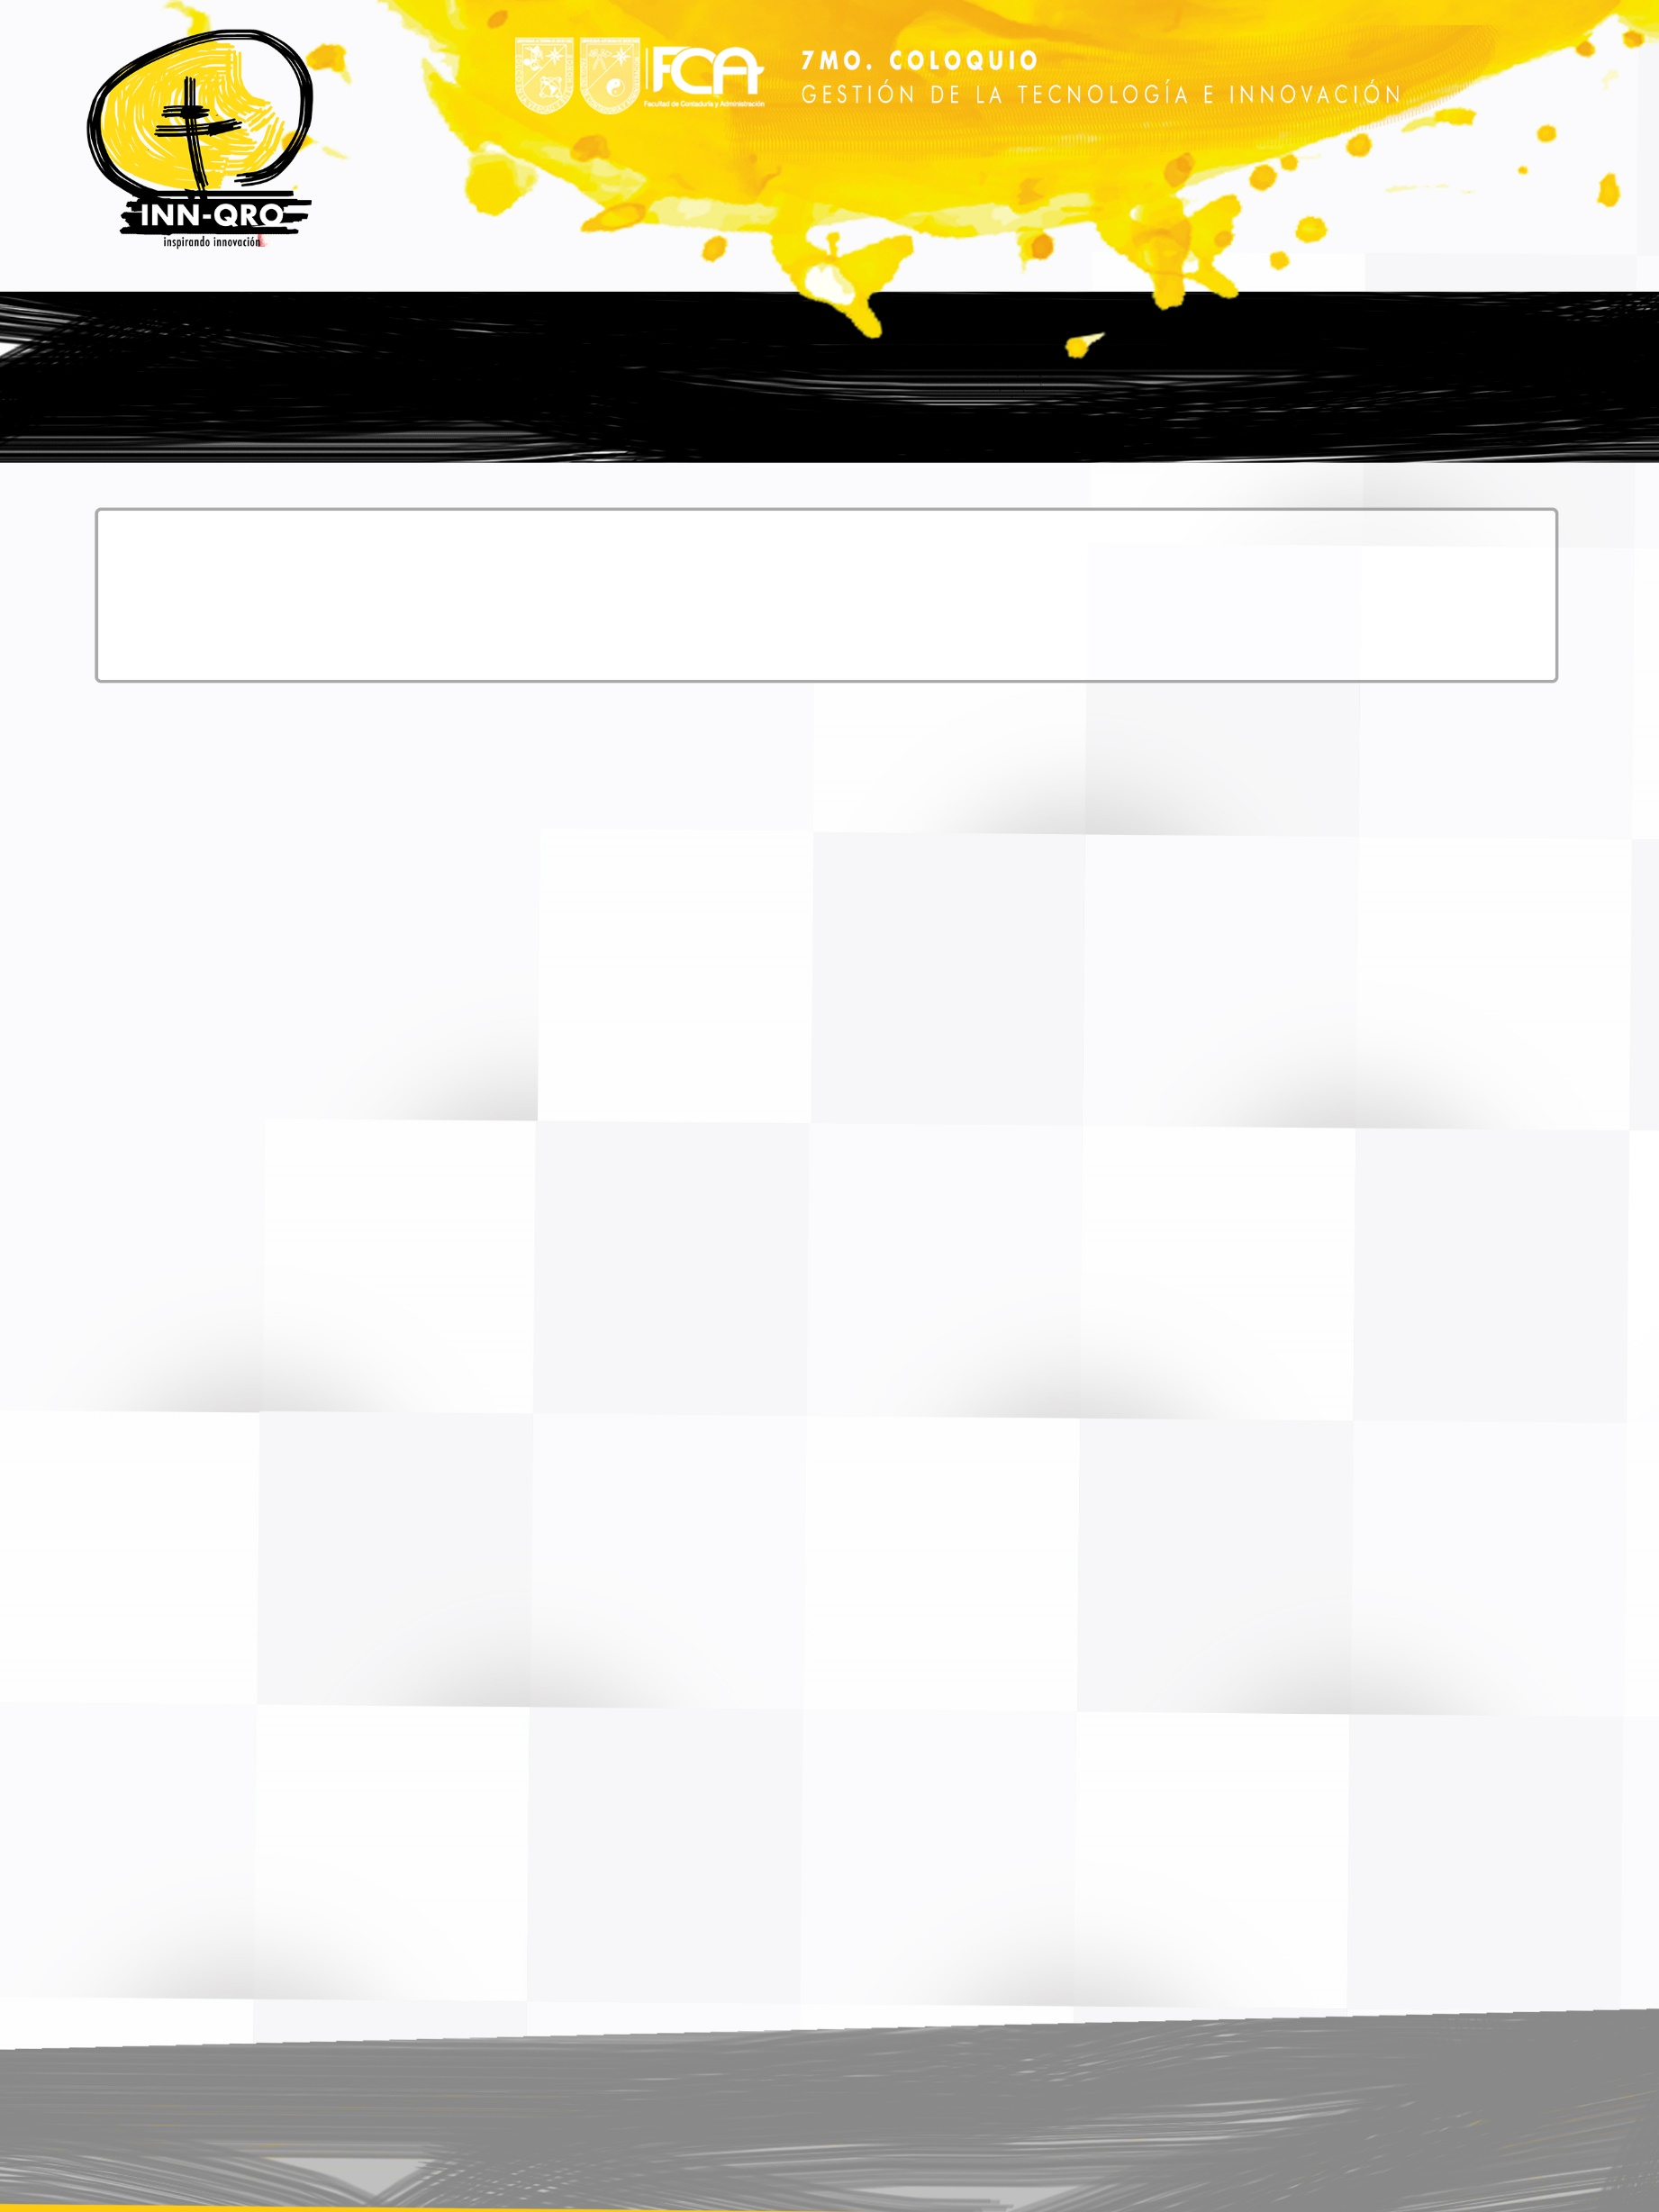 INN-QRO
inspirando innovación
FCA
Facultad de Contaduría y Administración
7MO. COLOQUIO
GESTIÓN DE LA TECNOLOGÍA E INNOVACIÓN